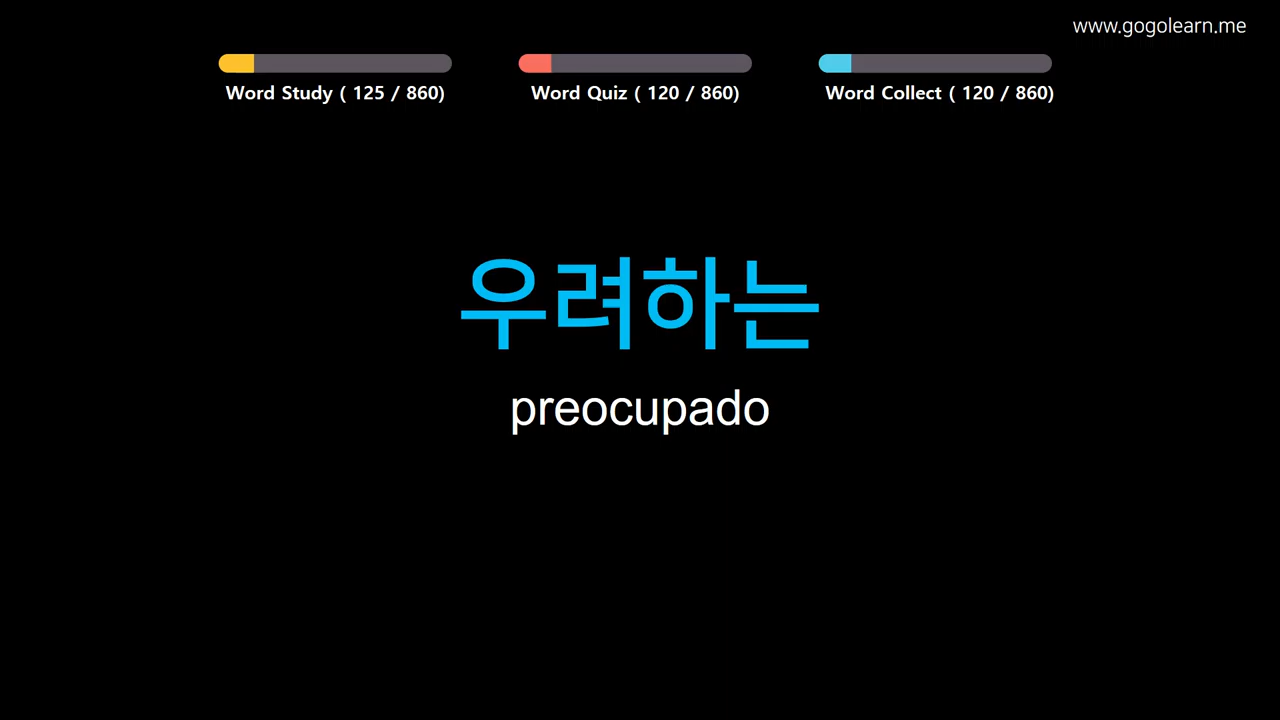 www.gogolearn.me
Word Study ( 125 / 860)
Word Quiz ( 120 / 860)
Word Collect ( 120 / 860)
우려하는
preocupado